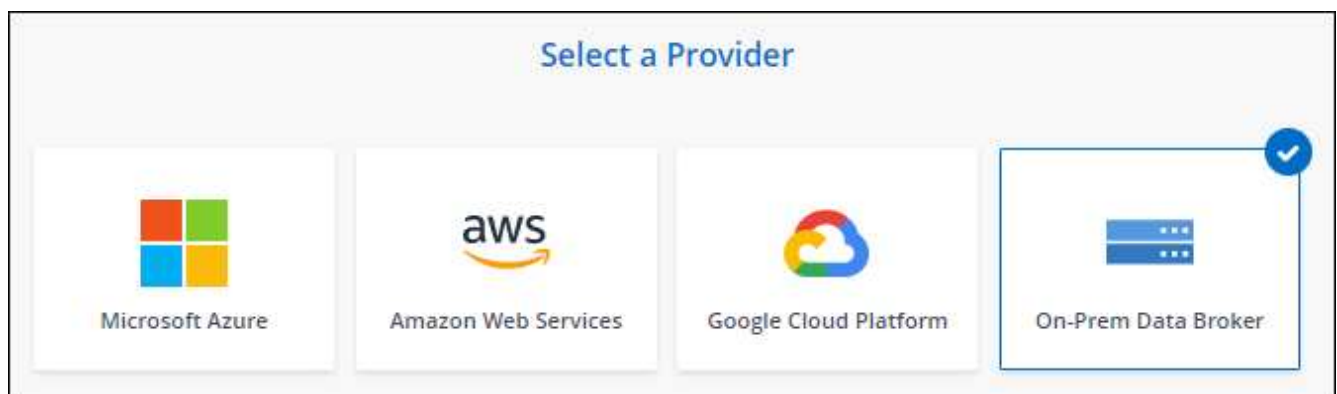 Select a Provider
aws
Microsoft Azure
Amazon Web Services
Google Cloud Platform
On-Prem Data Broker